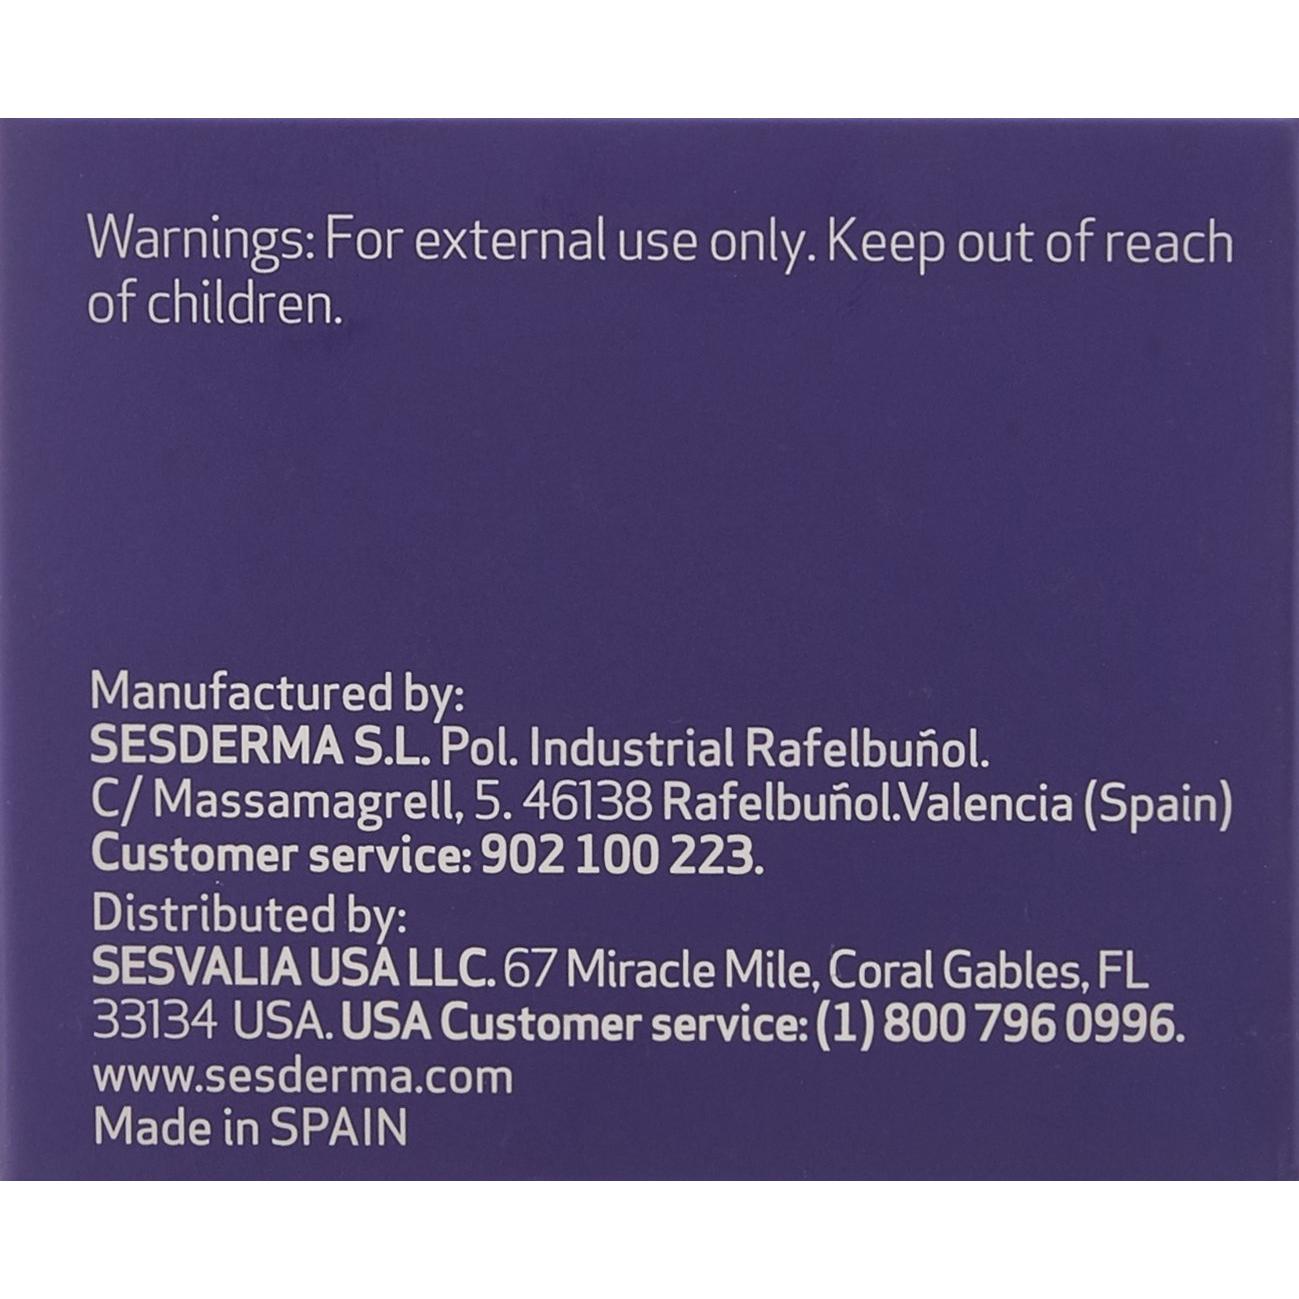 Warnings: For external use only. Keep out of reach
of children.
Manufactured by:
SESDERMA S.L. Pol. Industrial Rafelbuñol.
C/ Massamagrell, 5. 46138 Rafelbuñol.Valencia (Spain)
Customer service: 902 100 223.
Distributed by:
SESVALIA USA LLC. 67 Miracle Mile, Coral Gables, FL
33134 USA. USA Customer service: (1) 800 796 0996.
www.sesderma.com
Made in SPAIN